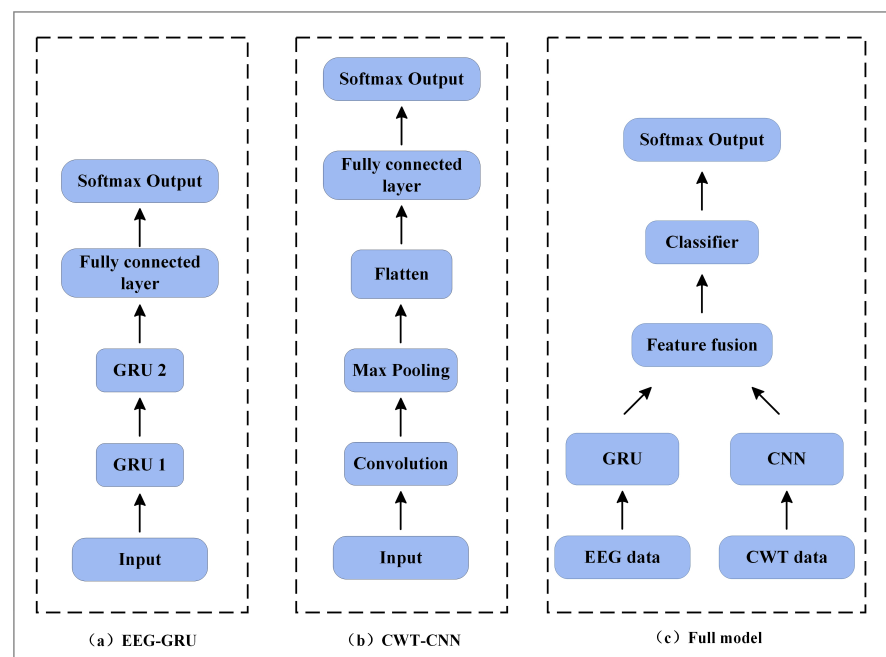 Softmax Output
Fully connected
layer
GRU 2
GRU 1
Input
（a）EEG-GRU
Softmax Output
Fully connected
layer
Flatten
Max Pooling
Convolution
Input
（b）CWT-CNN
Softmax Output
Classifier
Feature fusion
GRU
CNN
EEG data
CWT data
（c）Full model